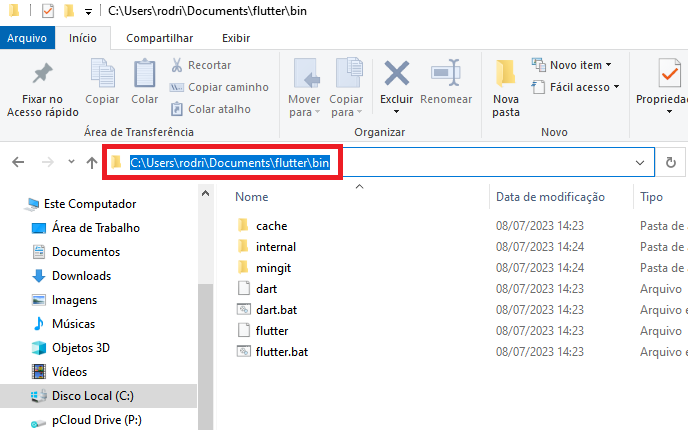 C:\Users\rodri\Documents\flutter\bin
Arquivo Início Compartilhar Exibir
Fixar no Acesso rápido
Copiar
Colar
Recortar
Copiar caminho
Colar atalho
Área de Transferência
Mover para
Copiar para
Excluir
Renomear
Organizar
Nova pasta
Novo item
Fácil acesso
Novo
Propriedades
C:\Users\rodri\Documents\flutter\bin
Este Computador
Área de Trabalho
Documentos
Downloads
Imagens
Músicas
Objetos 3D
Vídeos
Disco Local (C:)
pCloud Drive (P:)
Nome Data de modificação Tipo
cache 08/07/2023 14:23 Pasta de a
internal 08/07/2023 14:24 Pasta de a
mingit 08/07/2023 14:24 Pasta de a
dart 08/07/2023 14:23 Arquivo
dart.bat 08/07/2023 14:23 Arquivo e
flutter 08/07/2023 14:23 Arquivo
flutter.bat 08/07/2023 14:23 Arquivo e